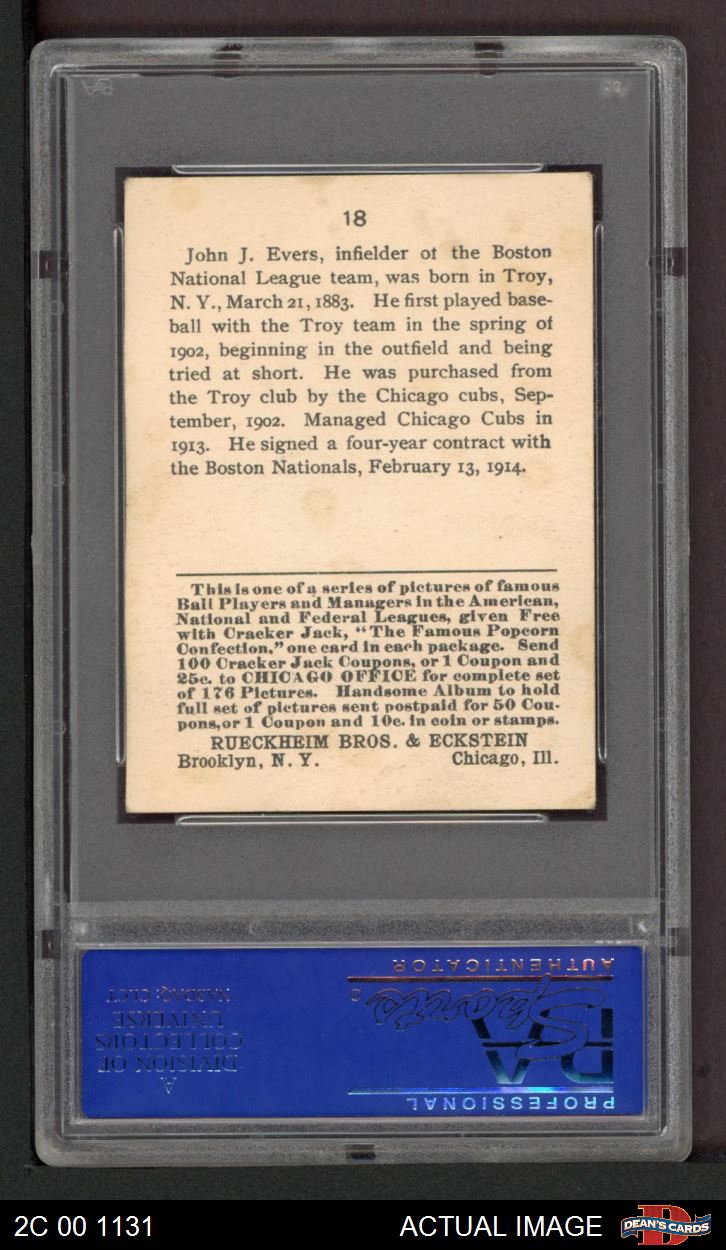 18
John J. Evers, infielder of the Boston
National League team, was born in Troy,
N. Y., March 21, 1883. He first played base-
ball with the Troy team in the spring of
1902, beginning in the outfield and being
tried at short. He was purchased from
the Troy club by the Chicago cubs, Sep-
tember, 1902. Managed Chicago Cubs in
1913. He signed a four-year contract with
the Boston Nationals, February 13, 1914.
This is one of a series of pictures of famous
Ball Players and Managers in the American,
National and Federal Leagues, given Free
with Cracker Jack, "The Famous Popcorn
Confection," one card in each package. Send
100 Cracker Jack Coupons, or 1 Coupon and
25c. to CHICAGO OFFICE for complete set
of 176 Pictures. Handsome Album to hold
full set of pictures sent postpaid for 50 Cou-
pons, or 1 Coupon and 10c. in coin or stamps.
RUECKHEIM BROS. & ECKSTEIN
Brooklyn, N. Y. Chicago, Ill.
PROFESSIONAL
Sports
AUTHENTICATOR
A
DIVISION OF
COLLECTORS
UNIVERSE
NASDAQ: CLCT
2C 00 1131
ACTUAL IMAGE
DEAN'S CARDS